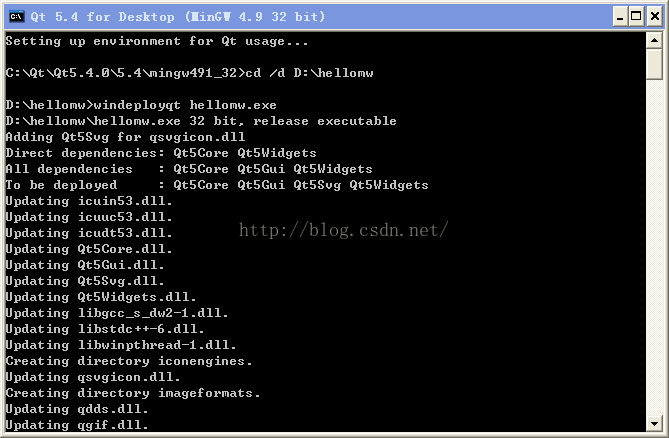 Qt 5.4 for Desktop (MinGW 4.9 32 bit)
Setting up environment for Qt usage...
C:\Qt\Qt5.4.0\5.4\mingw491_32>cd /d D:\hellomw
D:\hellomw>windeployqt hellomw.exe
D:\hellomw\hellomw.exe 32 bit, release executable
Adding Qt5Svg for qsvgicon.dll
Direct dependencies: Qt5Core Qt5Widgets
All dependencies   : Qt5Core Qt5Gui Qt5Widgets
To be deployed     : Qt5Core Qt5Gui Qt5Svg Qt5Widgets
Updating icuin53.dll.
Updating icuuc53.dll.
Updating icudt53.dll.
http://blog.csdn.net/
Updating Qt5Core.dll.
Updating Qt5Gui.dll.
Updating Qt5Svg.dll.
Updating Qt5Widgets.dll.
Updating libgcc_s_dw2-1.dll.
Updating libstdc++-6.dll.
Updating libwinpthread-1.dll.
Creating directory iconengines.
Updating qsvgicon.dll.
Creating directory imageformats.
Updating qdds.dll.
Updating qgif.dll.